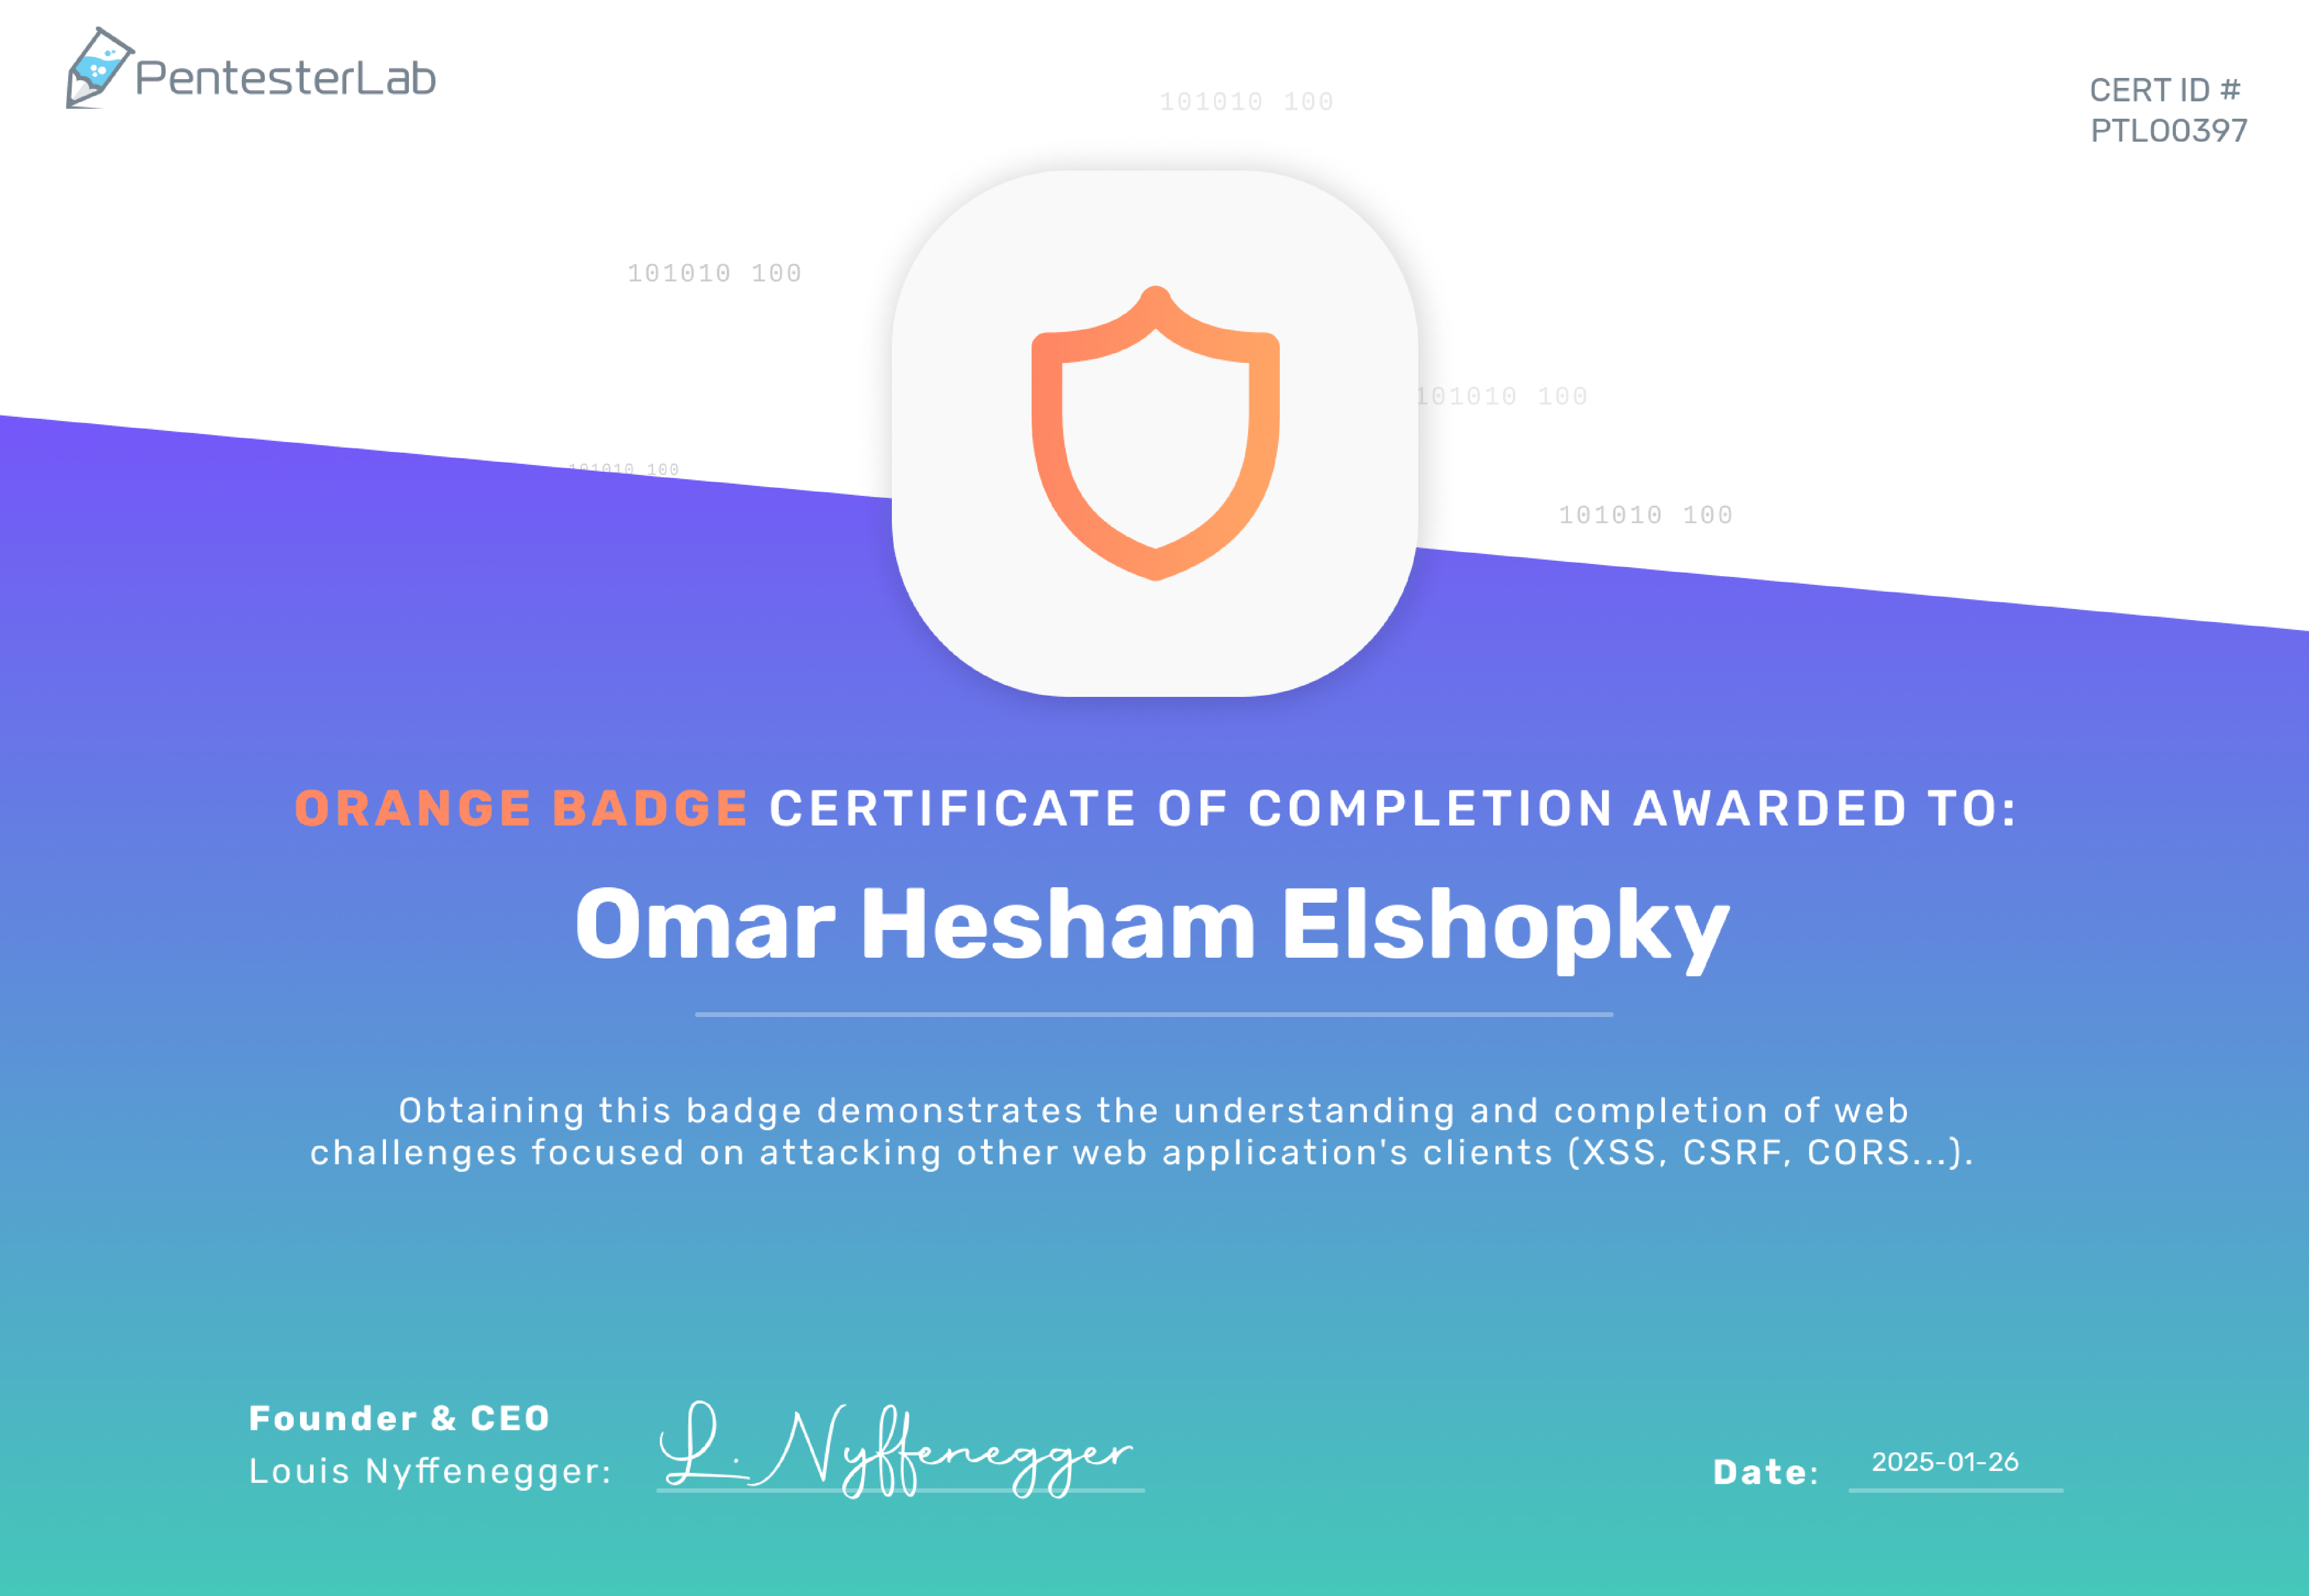 PentesterLab
CERT ID #
PTL00397
101010 100
101010 100
101010 100
101010 100
101010 100
ORANGE BADGE CERTIFICATE OF COMPLETION AWARDED TO:
Omar Hesham Elshopky
Obtaining this badge demonstrates the understanding and completion of web
challenges focused on attacking other web application's clients (XSS, CSRF, CORS...).
Founder & CEO
Louis Nyffenegger:
L. Nyffenegger
Date:
2025-01-26